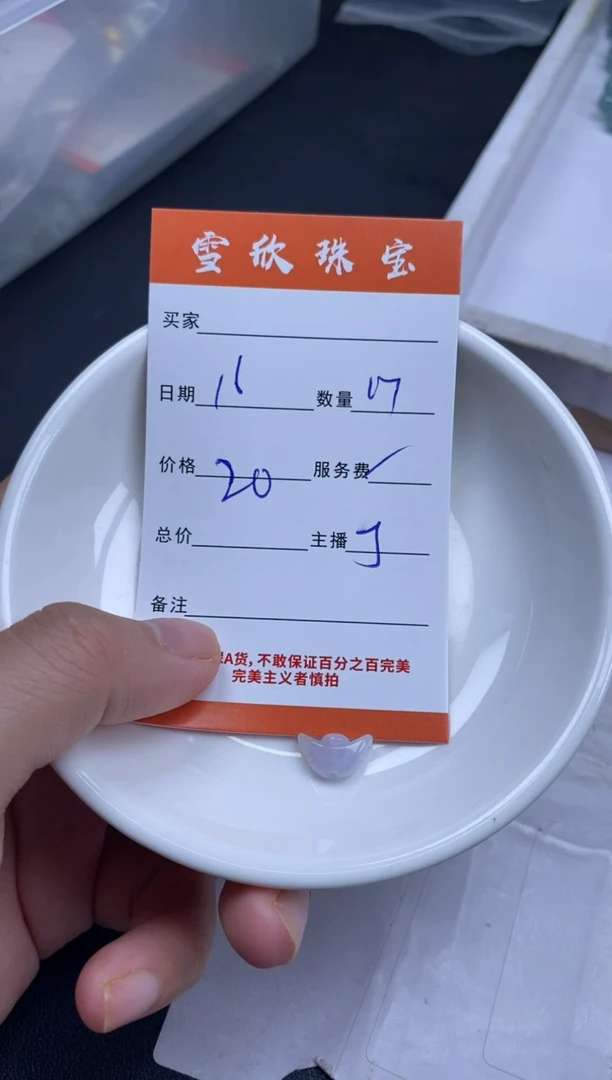 雪欣珠宝
买家
日期 16 数量 17
价格 20 服务费 ✓
总价 主播 J
备注
A货,不敢保证百分之百完美
完美主义者慎拍